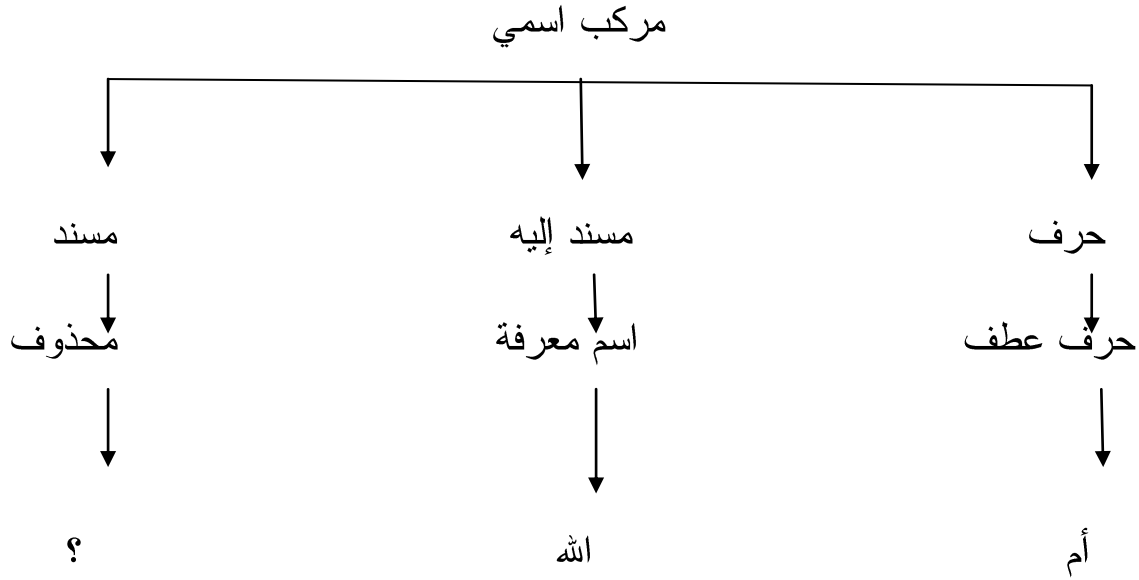 مركب اسمي
حرف مسند إليه مسند
حرف عطف اسم معرفة محذوف
أم الله ؟